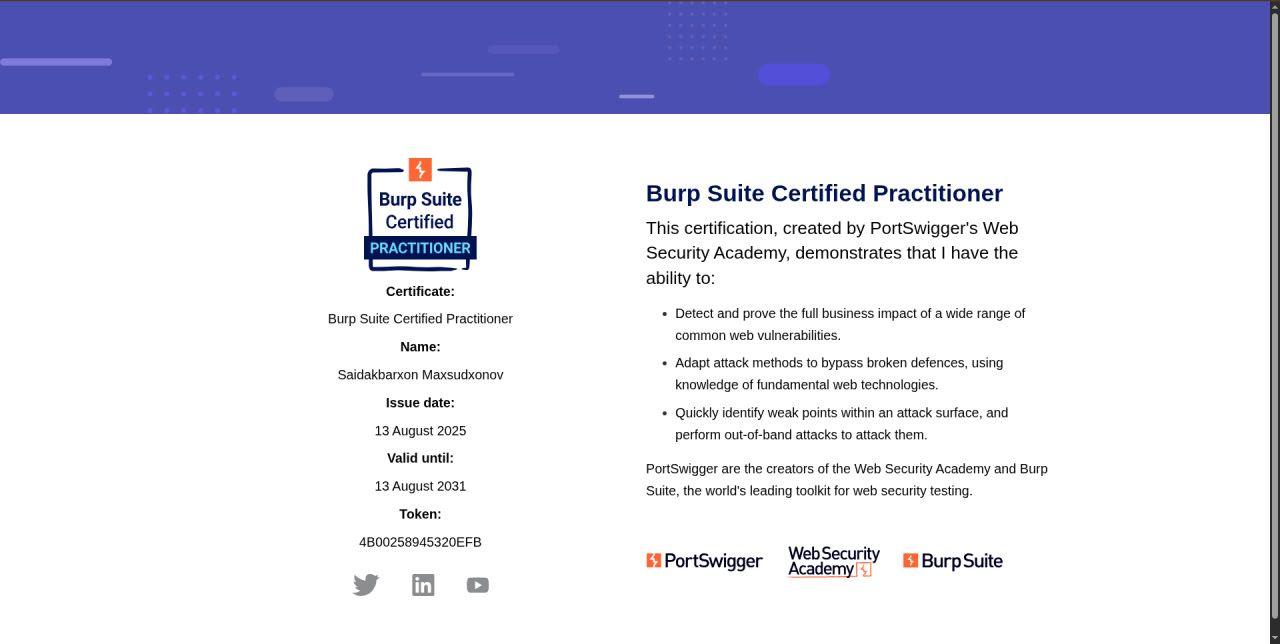 Burp Suite
Certified
PRACTITIONER
Certificate:
Burp Suite Certified Practitioner
Name:
Saidakbarxon Maxsudxonov
Issue date:
13 August 2025
Valid until:
13 August 2031
Token:
4B00258945320EFB
in
Burp Suite Certified Practitioner
This certification, created by PortSwigger's Web
Security Academy, demonstrates that I have the
ability to:
• Detect and prove the full business impact of a wide range of
common web vulnerabilities.
• Adapt attack methods to bypass broken defences, using
knowledge of fundamental web technologies.
• Quickly identify weak points within an attack surface, and
perform out-of-band attacks to attack them.
PortSwigger are the creators of the Web Security Academy and Burp
Suite, the world's leading toolkit for web security testing.
PortSwigger
Web Security
Academy
Burp Suite